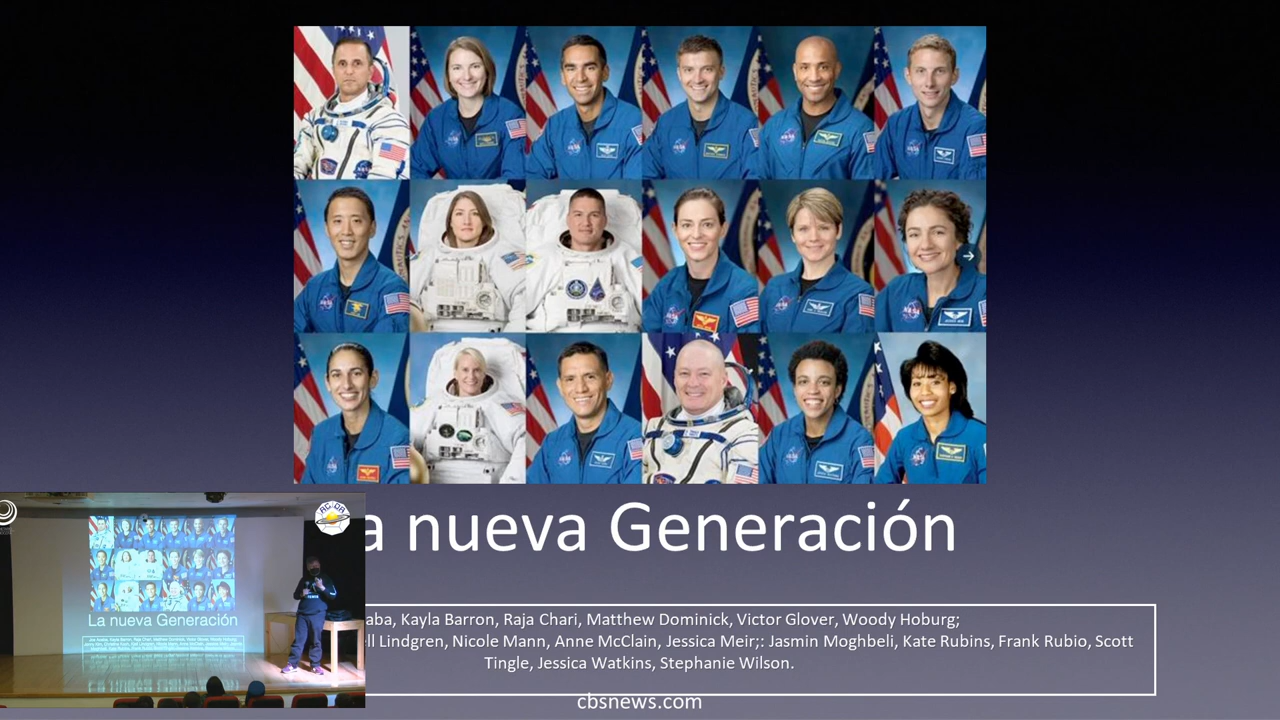 a nueva Generación
aba, Kayla Barron, Raja Chari, Matthew Dominick, Victor Glover, Woody Hoburg;
ell Lindgren, Nicole Mann, Anne McClain, Jessica Meir,;: Jasmin Moghbeli. Kate Rubins, Frank Rubio, Scott
Tingle, Jessica Watkins, Stephanie Wilson.
cbsnews.com
La nueva Generación